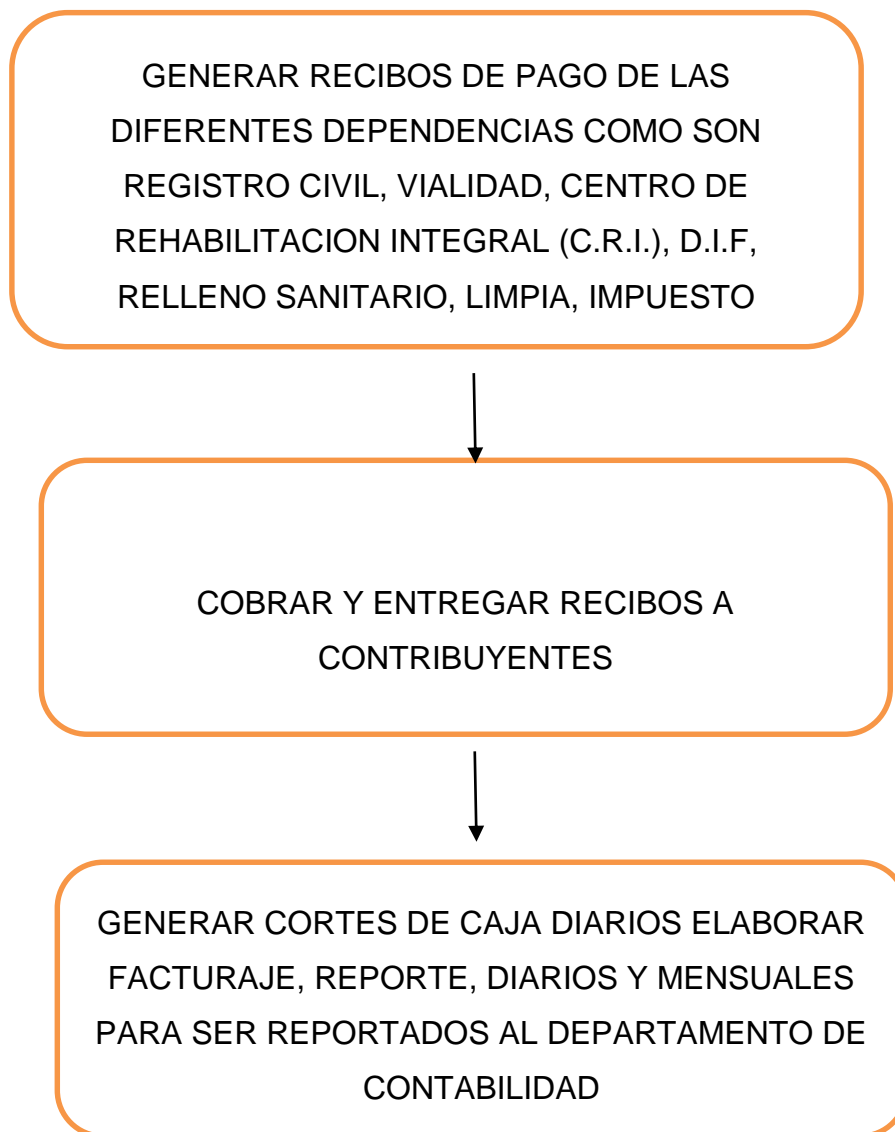 GENERAR RECIBOS DE PAGO DE LAS
DIFERENTES DEPENDENCIAS COMO SON
REGISTRO CIVIL, VIALIDAD, CENTRO DE
REHABILITACION INTEGRAL (C.R.I.), D.I.F,
RELLENO SANITARIO, LIMPIA, IMPUESTO
COBRAR Y ENTREGAR RECIBOS A
CONTRIBUYENTES
GENERAR CORTES DE CAJA DIARIOS ELABORAR
FACTURAJE, REPORTE, DIARIOS Y MENSUALES
PARA SER REPORTADOS AL DEPARTAMENTO DE
CONTABILIDAD